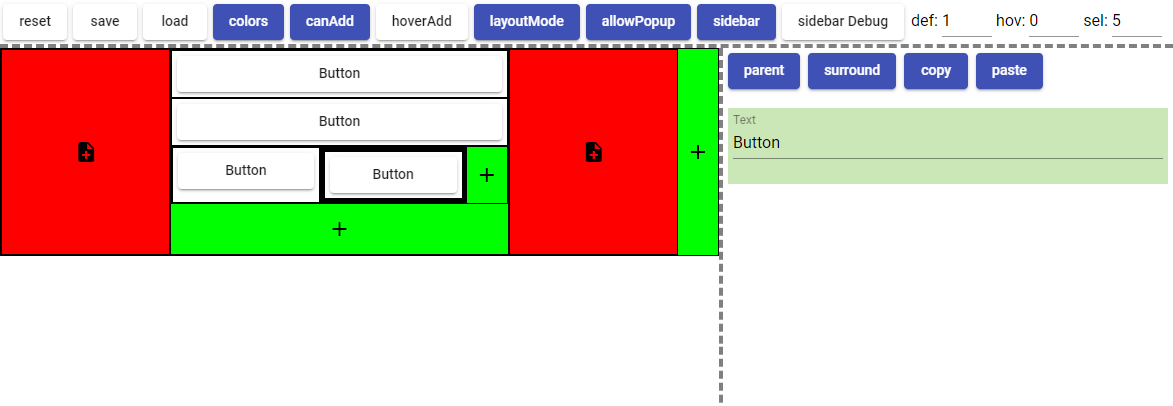 reset save load colors canAdd hoverAdd layoutMode allowPopup sidebar sidebar Debug def: 1 hov: 0 sel: 5
parent surround copy paste
Button
Button
Button Button +
+
+
Text
Button